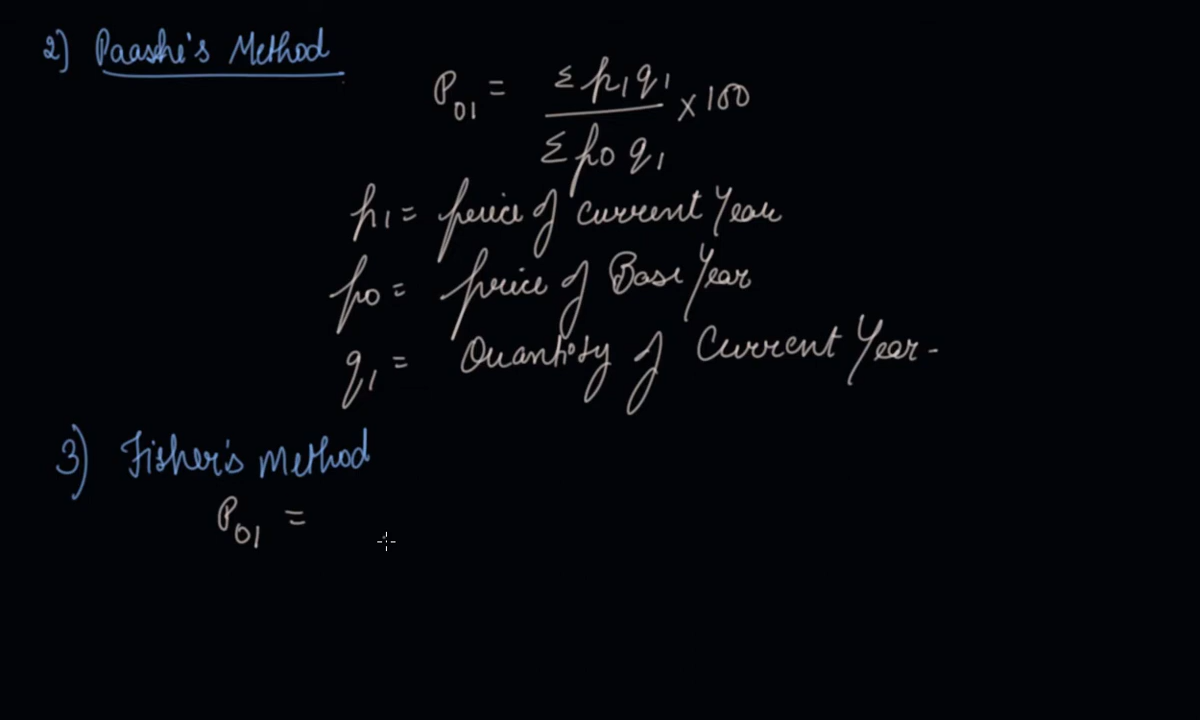 2) Paashe's Method
P01 = Σp1q1 / Σp0q1 × 100
p1 = price of current Year
p0 = price of Base Year
q1 = Quantity of Current Year-
3) Fisher's Method
P01 =